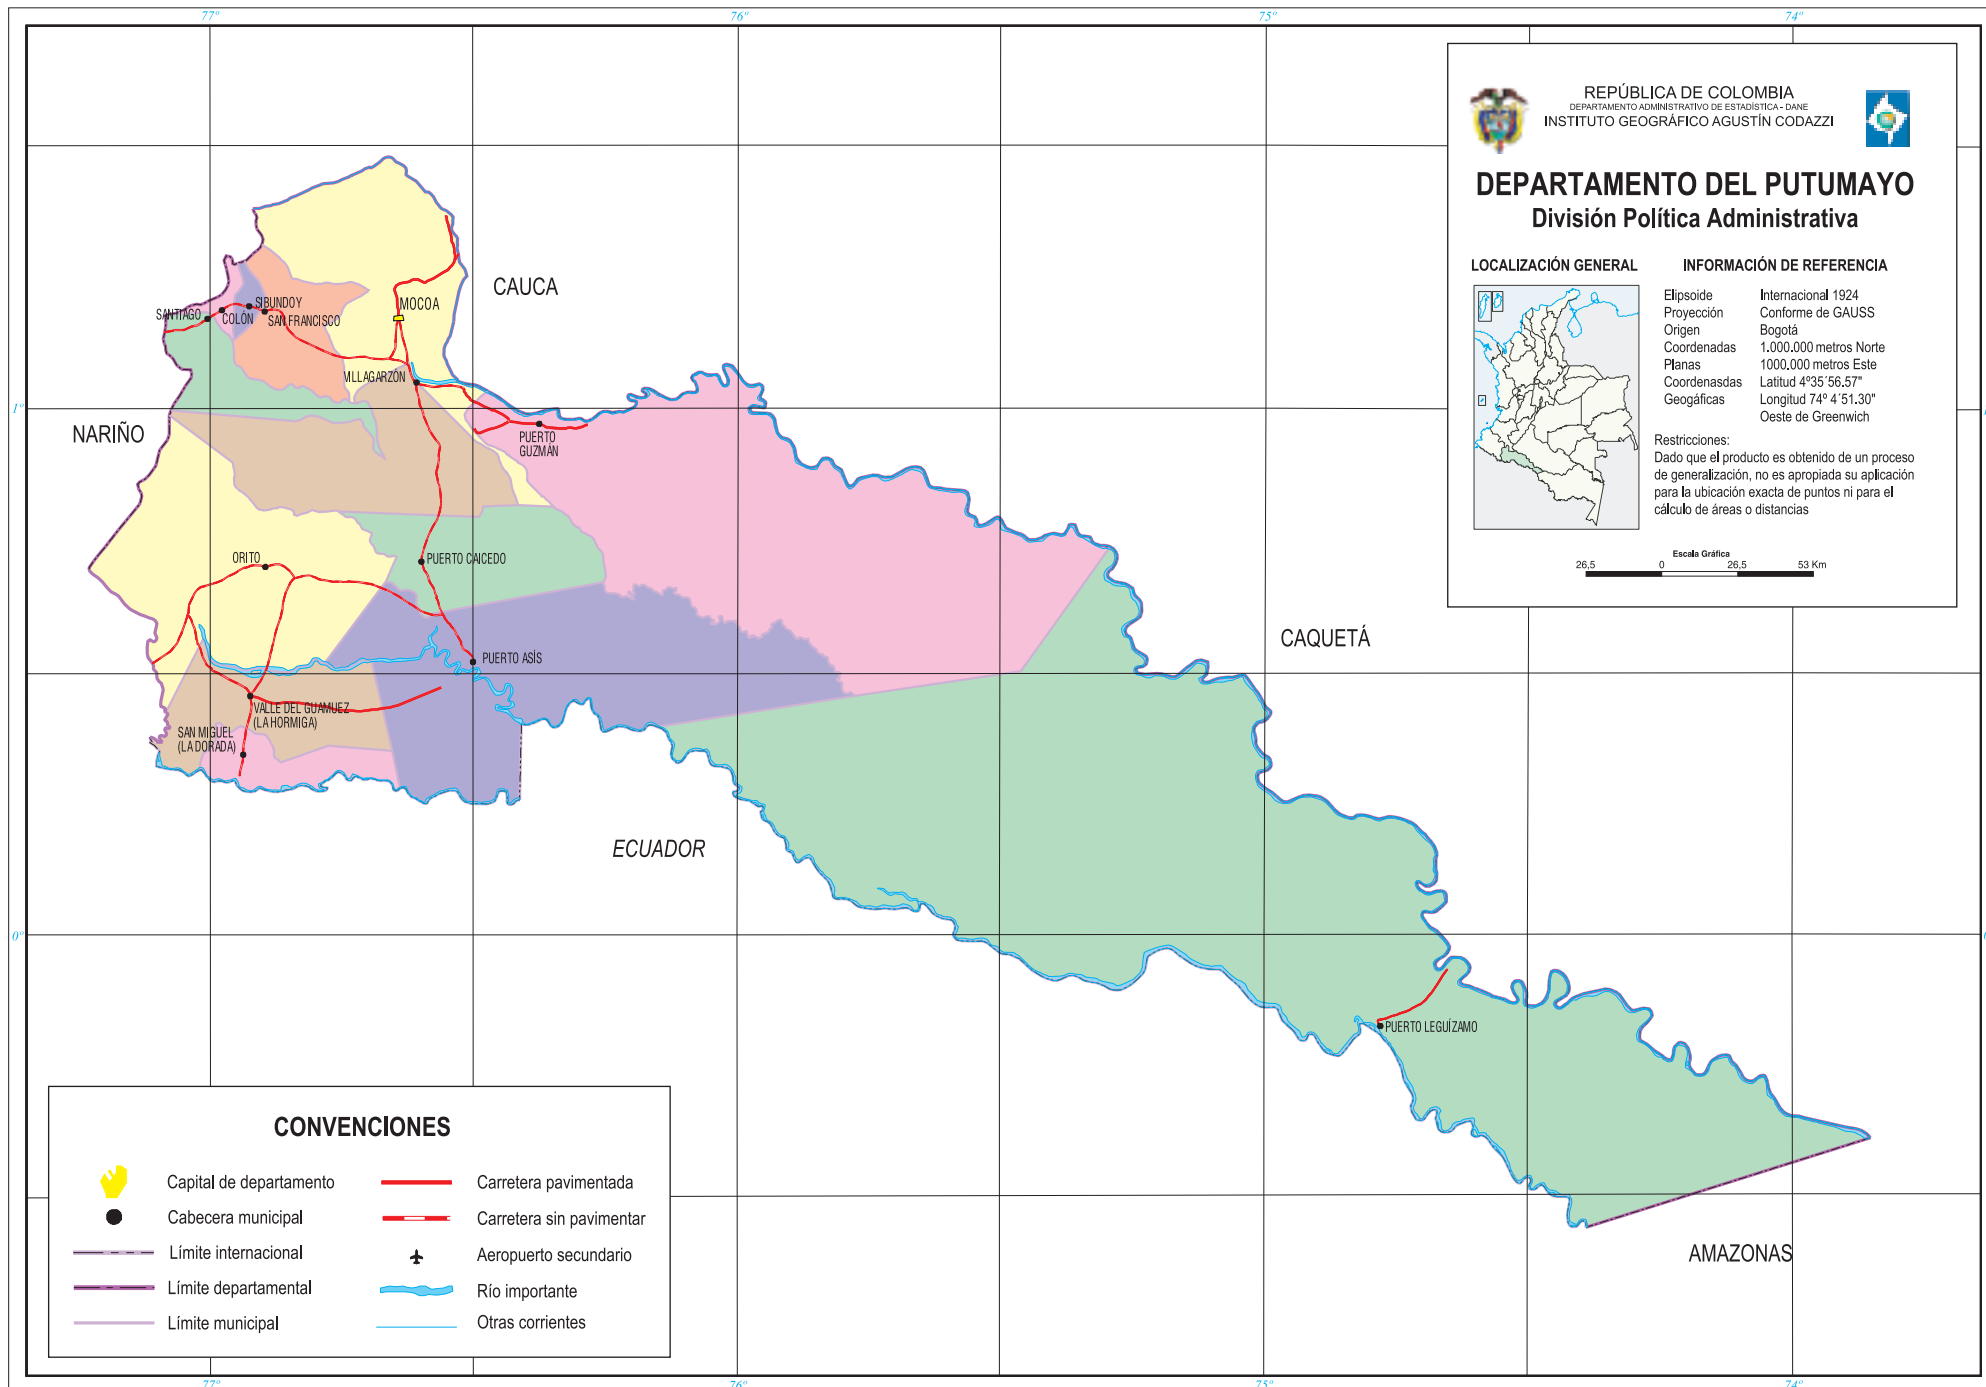 77°
76°
75°
74°
REPÚBLICA DE COLOMBIA
DEPARTAMENTO ADMINISTRATIVO DE ESTADÍSTICA - DANE
INSTITUTO GEOGRÁFICO AGUSTÍN CODAZZI
DEPARTAMENTO DEL PUTUMAYO
División Política Administrativa
LOCALIZACIÓN GENERAL
INFORMACIÓN DE REFERENCIA
Elipsoide Internacional 1924
Proyección Conforme de GAUSS
Origen Bogotá
Coordenadas 1.000.000 metros Norte
Planas 1000.000 metros Este
Coordenasdas Latitud 4º35´56.57"
Geogáficas Longitud 74º 4´51.30"
Oeste de Greenwich
Restricciones:
Dado que el producto es obtenido de un proceso
de generalización, no es apropiada su aplicación
para la ubicación exacta de puntos ni para el
cálculo de áreas o distancias
Escala Gráfica
26,5 0 26,5 53 Km
CAUCA
SIBUNDOY
MOCOA
SANTIAGO
COLÓN
SAN FRANCISCO
VILLAGARZÓN
1°
NARIÑO
PUERTO
GUZMÁN
ORITO
PUERTO CAICEDO
CAQUETÁ
PUERTO ASÍS
VALLE DEL GUAMUEZ
(LA HORMIGA)
SAN MIGUEL
(LA DORADA)
ECUADOR
0°
PUERTO LEGUÍZAMO
AMAZONAS
CONVENCIONES
Capital de departamento
Cabecera municipal
Límite internacional
Límite departamental
Límite municipal
Carretera pavimentada
Carretera sin pavimentar
Aeropuerto secundario
Río importante
Otras corrientes
77°
76°
75°
74°